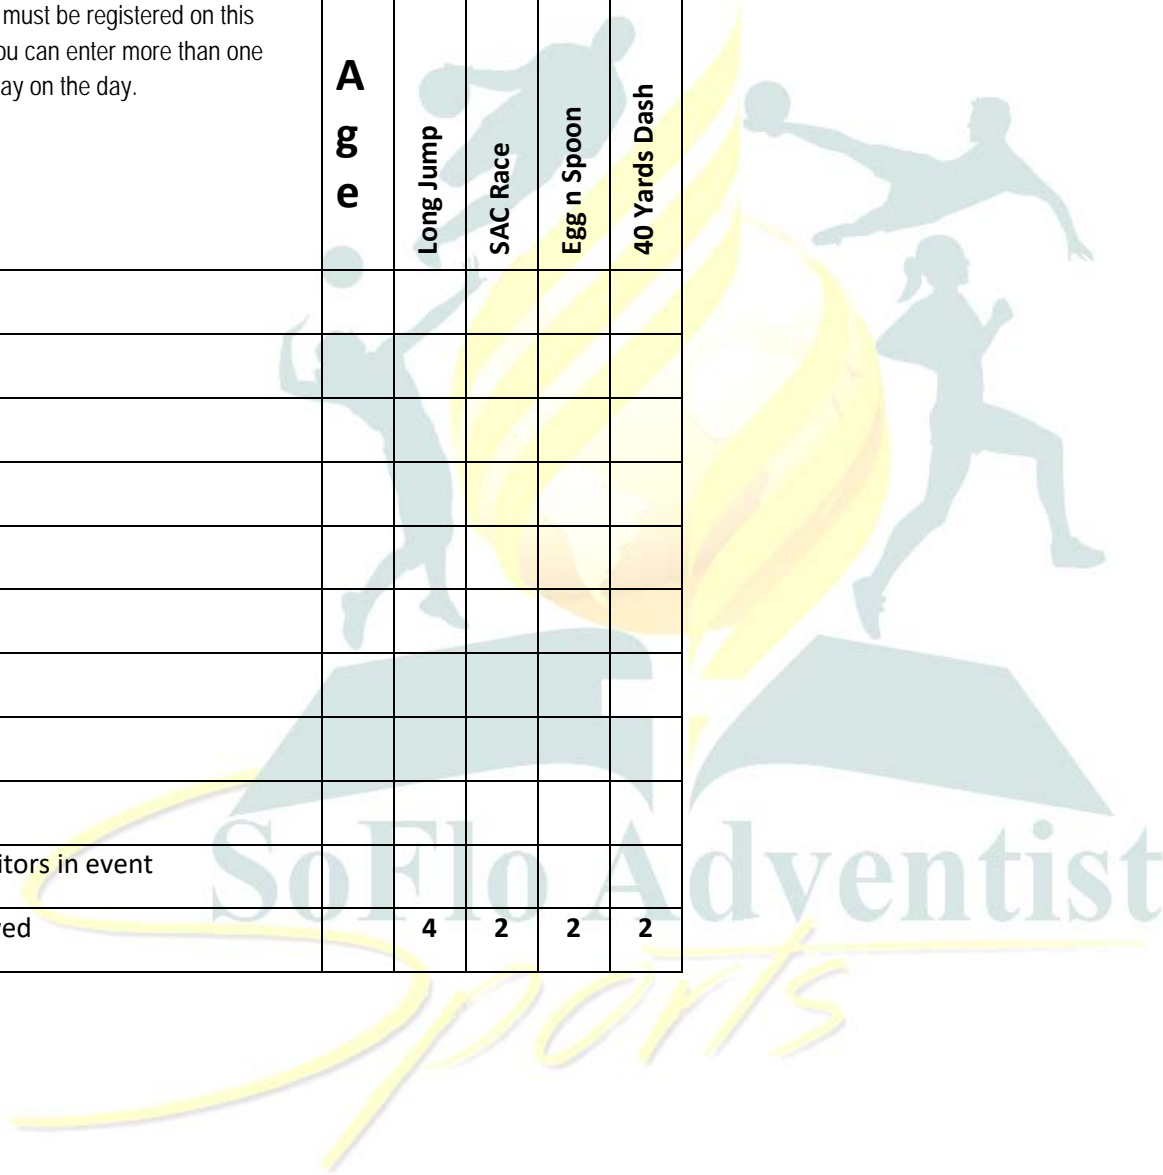 must be registered on this
ou can enter more than one
ay on the day.
A
g
e
Long Jump
SAC Race
Egg n Spoon
40 Yards Dash
itors in event
ed
4 2 2 2
SoFlo Adventist
Sports